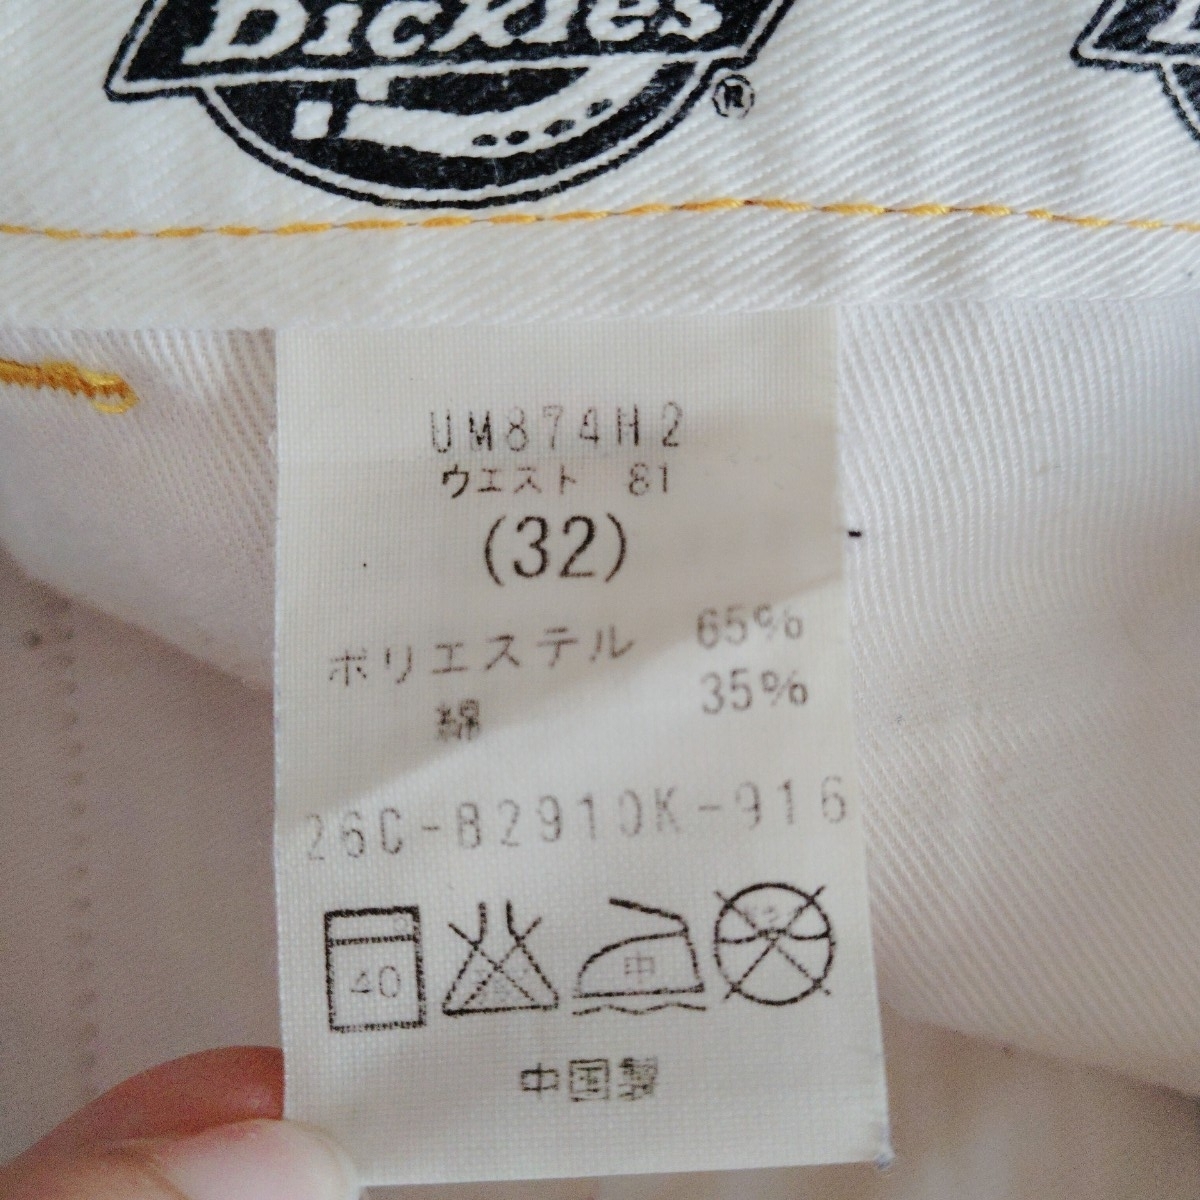 Dickies
®
UM874H2
ウエスト 81
(32)
ポリエステル 65%
綿 35%
26C-82910K-916
40
中
中国製